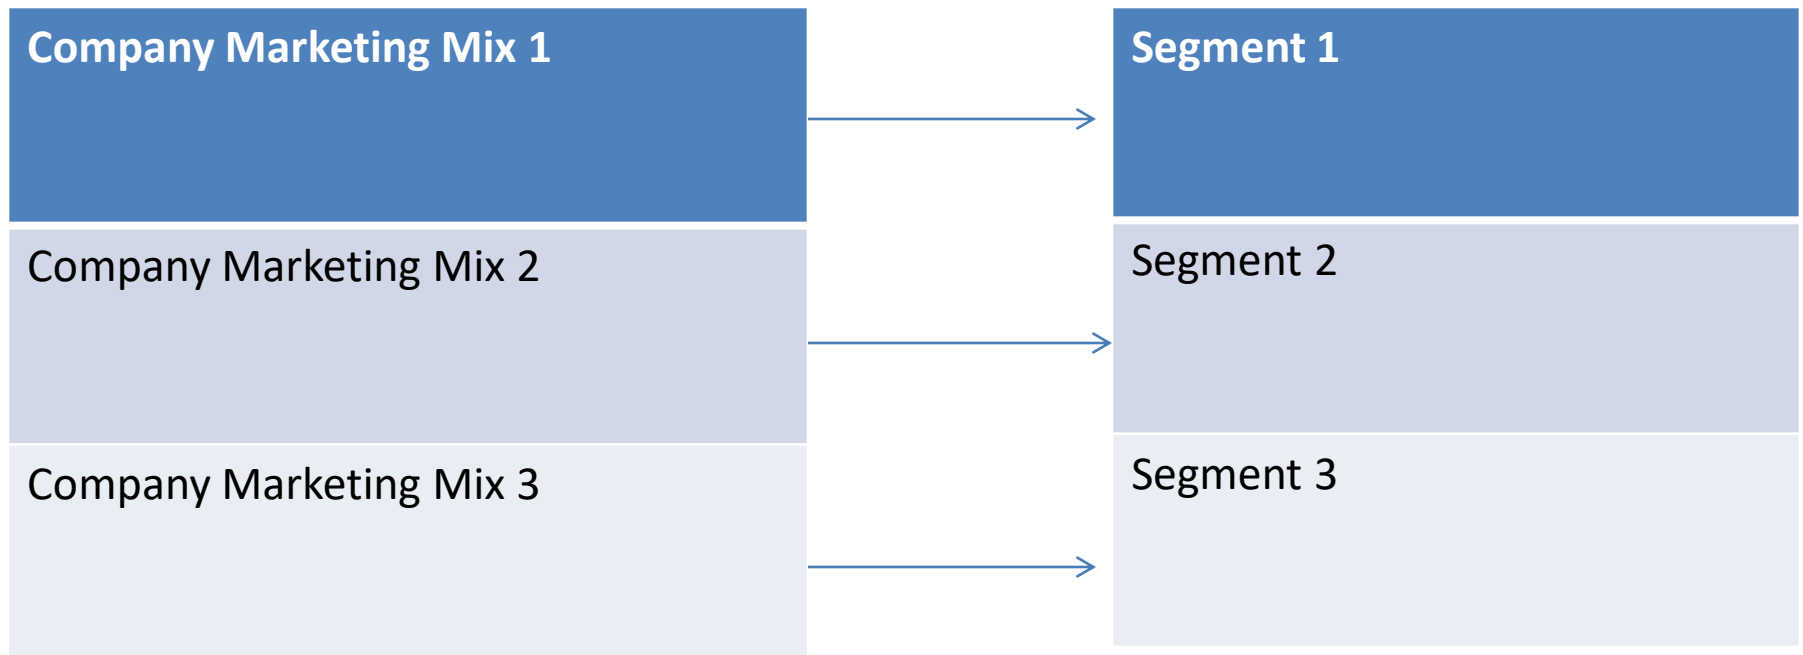 Company Marketing Mix 1
Segment 1
Company Marketing Mix 2
Segment 2
Company Marketing Mix 3
Segment 3